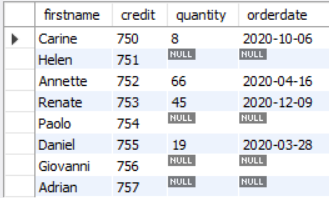 firstname credit quantity orderdate
Carine 750 8 2020-10-06
Helen 751 NULL NULL
Annette 752 66 2020-04-16
Renate 753 45 2020-12-09
Paolo 754 NULL NULL
Daniel 755 19 2020-03-28
Giovanni 756 NULL NULL
Adrian 757 NULL NULL